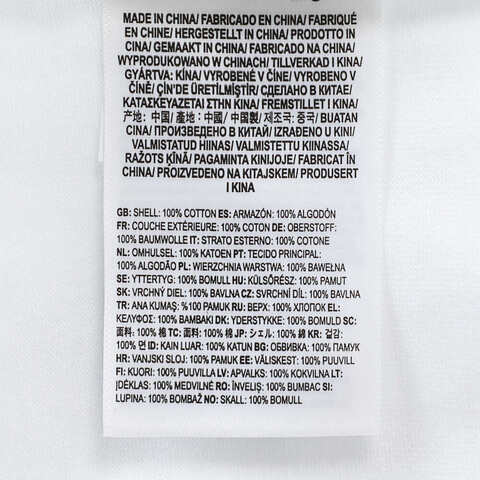 MADE IN CHINA/ FABRICADO EN CHINA/ FABRIQUÉ
EN CHINE/ HERGESTELLT IN CHINA/ PRODOTTO IN
CINA/ GEMAAKT IN CHINA/ FABRICADO NA CHINA/
WYPRODUKOWANO W CHINACH/ TILLVERKAD I KINA/
GYÁRTVA: KÍNA/ VYROBENÉ V ČÍNE/ VYROBENO V
ČÍNĚ/ ÇİN'DE ÜRETİLMİŞTİR/ СДЕЛАНО В КИТАЕ/
ΚΑΤΑΣΚΕΥΑΖΕΤΑΙ ΣΤΗΝ ΚΙΝΑ/ FREMSTILLET I KINA/
产地: 中国/ 產地: 中國/ 中国製/ 제조국: 중국/ BUATAN
CINA/ ПРОИЗВЕДЕНО В КИТАЙ/ IZRAĐENO U KINI/
VALMISTATUD HIINAS/ VALMISTETTU KIINASSA/
RAŽOTS ĶĪNĀ/ PAGAMINTA KINIJOJE/ FABRICAT ÎN
CHINA/ PROIZVEDENO NA KITAJSKEM/ PRODUSERT
I KINA
GB: SHELL: 100% COTTON ES: ARMAZÓN: 100% ALGODÓN
FR: COUCHE EXTÉRIEURE: 100% COTON DE: OBERSTOFF:
100% BAUMWOLLE IT: STRATO ESTERNO: 100% COTONE
NL: OMHULSEL: 100% KATOEN PT: TECIDO PRINCIPAL:
100% ALGODÃO PL: WIERZCHNIA WARSTWA: 100% BAWEŁNA
SE: YTTERTYG: 100% BOMULL HU: KÜLSŐRÉSZ: 100% PAMUT
SK: VRCHNÝ DIEL: 100% BAVLNA CZ: SVRCHNÍ DÍL: 100% BAVLNA
TR: ANA KUMAŞ: %100 PAMUK RU: ВЕРХ: 100% ХЛОПОК EL:
ΚΕΛΥΦΟΣ: 100% ΒΑΜΒΑΚΙ DK: YDERSTYKKE: 100% BOMULD SC:
面料: 100% 棉 TC: 面料: 100% 棉 JP: シェル: 100% 綿 KR: 겉감:
100% 면 ID: KAIN LUAR: 100% KATUN BG: ОБВИВКА: 100% ПАМУК
HR: VANJSKI SLOJ: 100% PAMUK EE: VÄLISKEST: 100% PUUVILL
FI: KUORI: 100% PUUVILLA LV: APVALKS: 100% KOKVILNA LT:
ĮDĖKLAS: 100% MEDVILNĖ RO: ÎNVELIŞ: 100% BUMBAC SI:
LUPINA: 100% BOMBAŽ NO: SKALL: 100% BOMULL